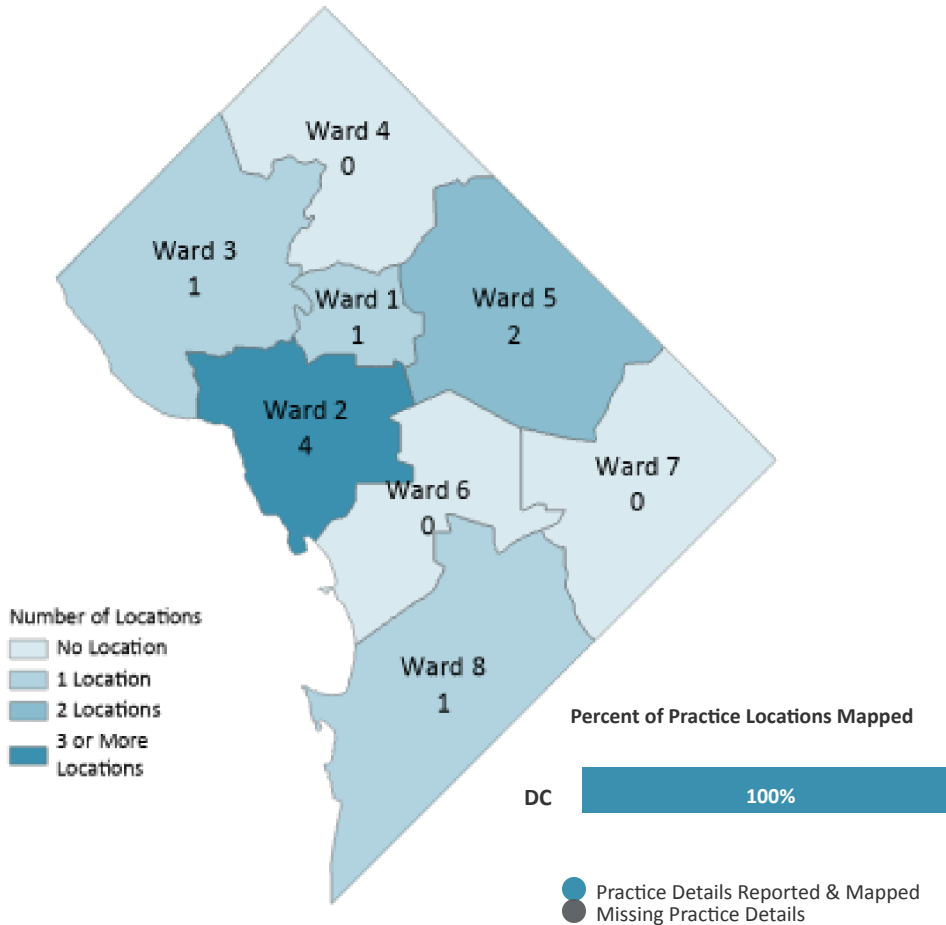 Ward 4
0
Ward 3
1
Ward 1
1
Ward 5
2
Ward 2
4
Ward 7
0
Ward 6
0
Ward 8
1
Number of Locations
No Location
1 Location
2 Locations
3 or More
Locations
Percent of Practice Locations Mapped
DC
100%
Practice Details Reported & Mapped
Missing Practice Details